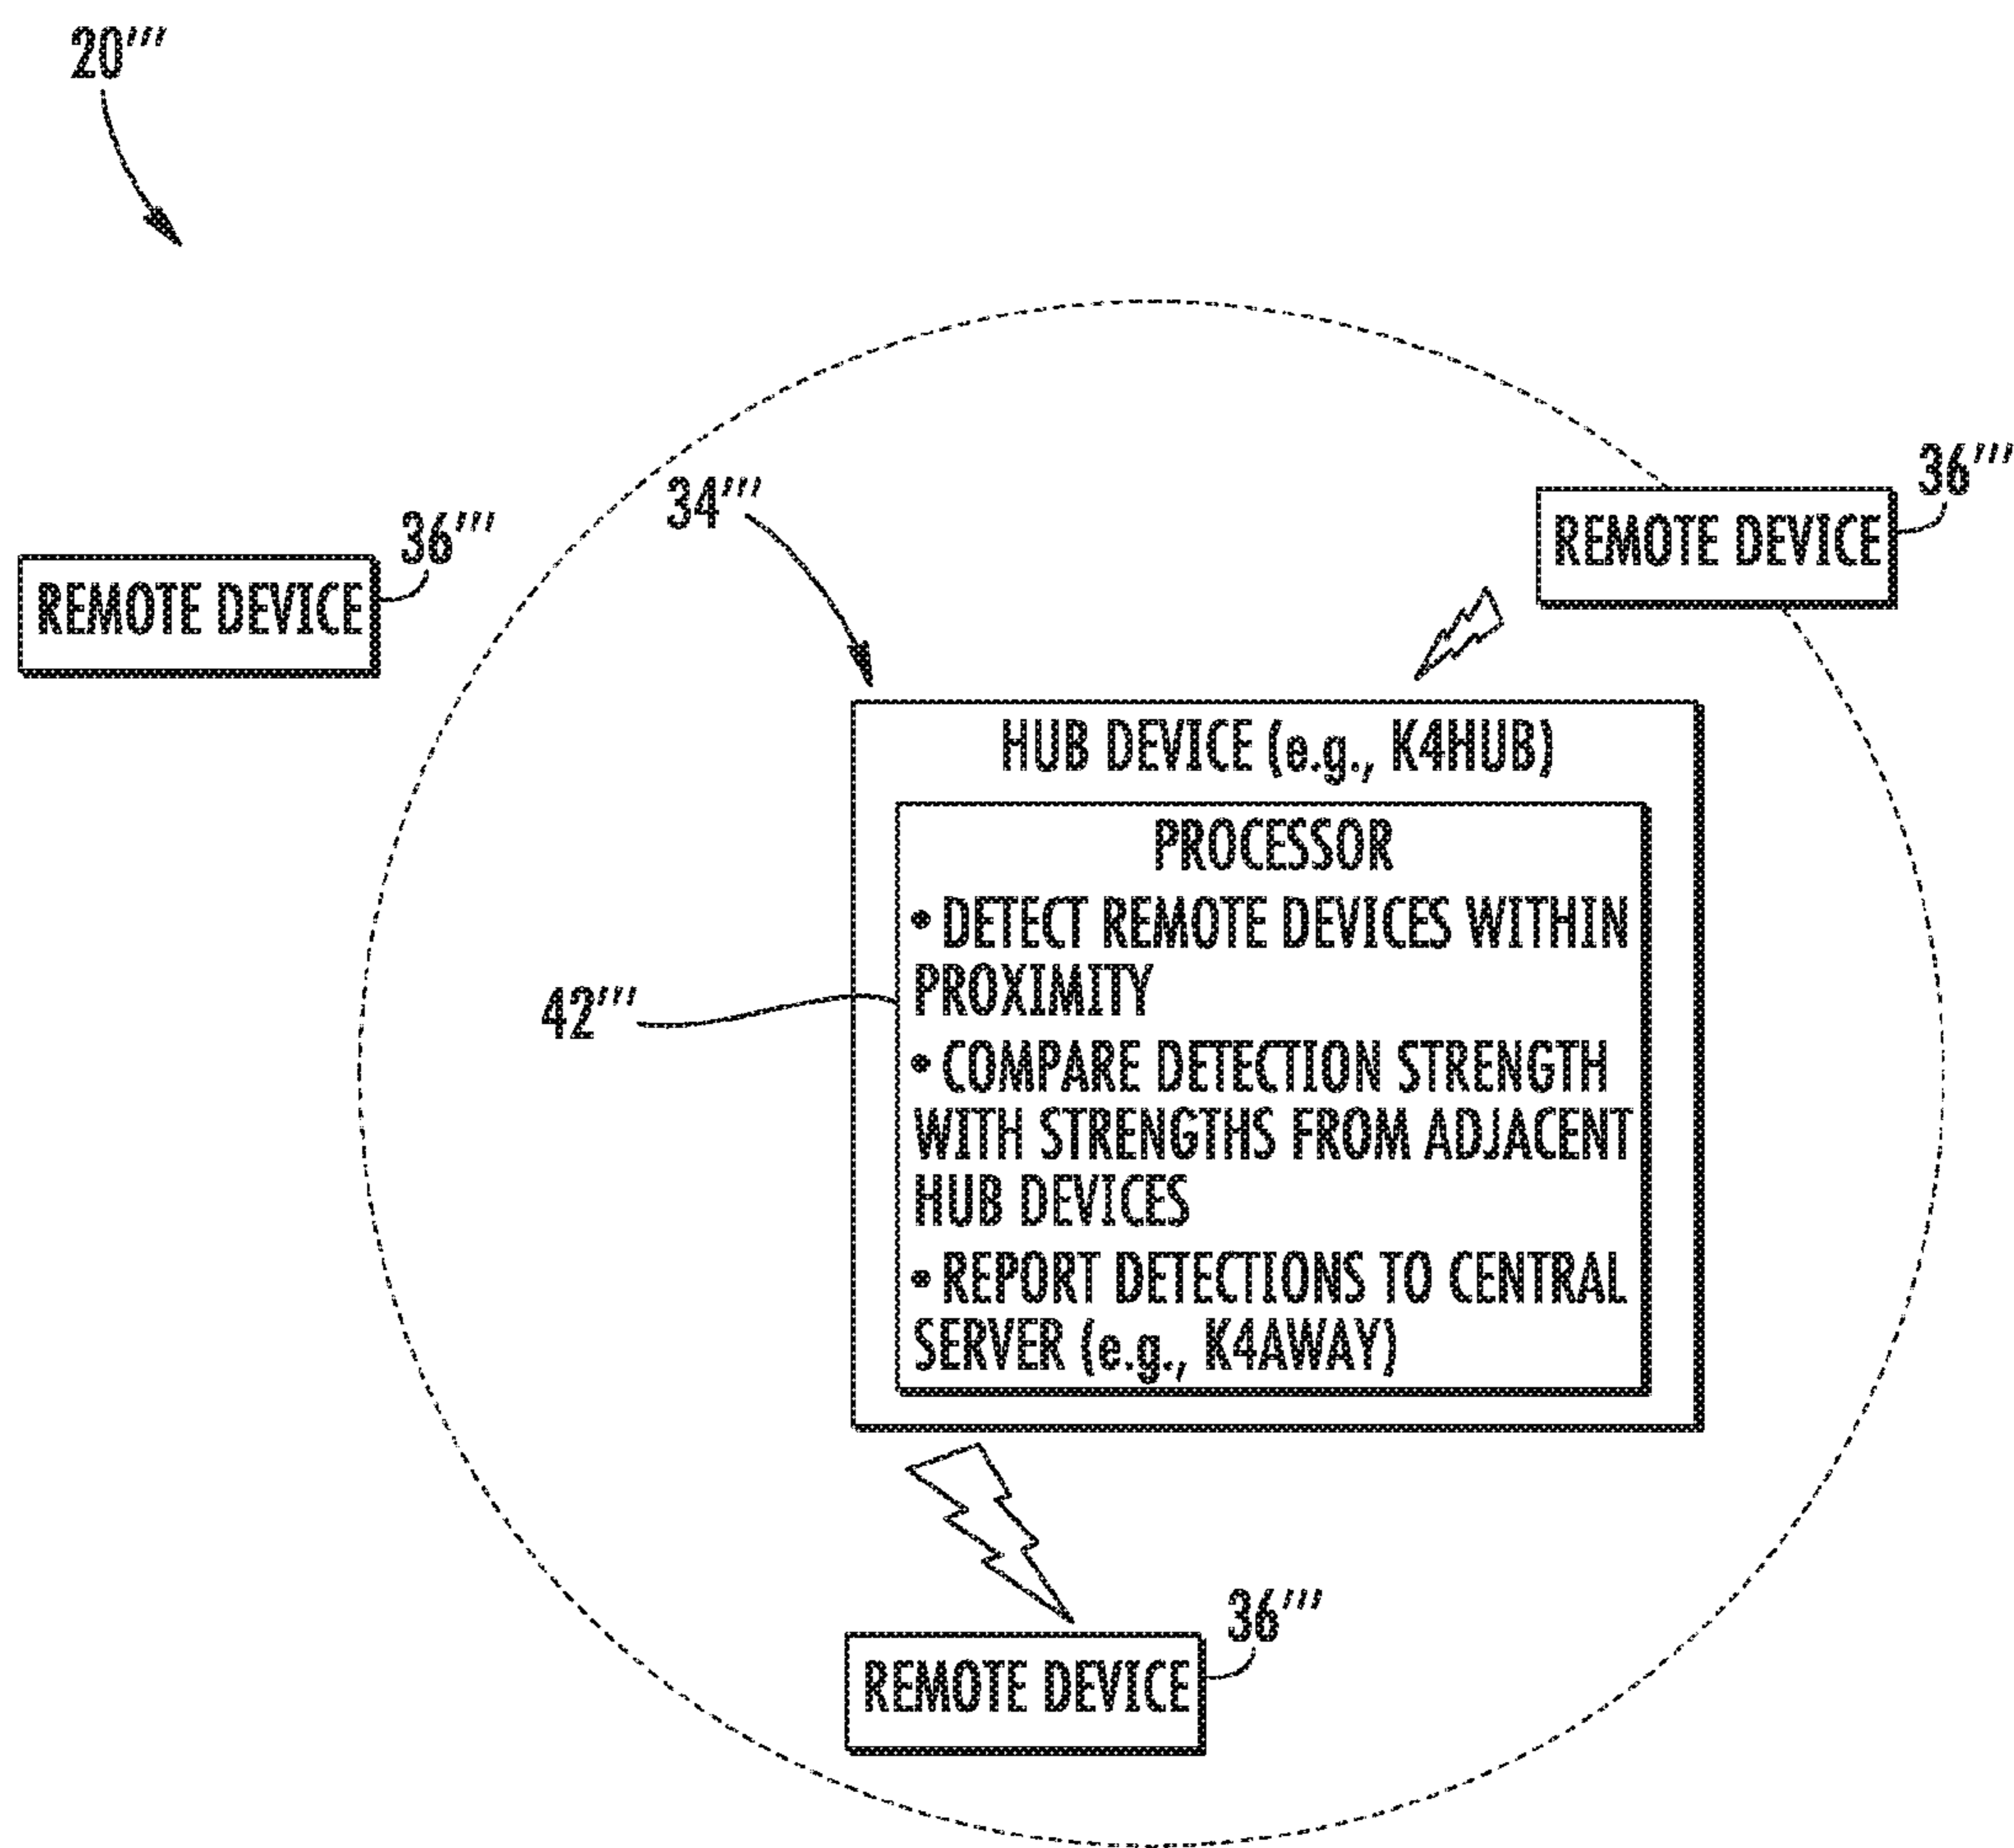 20'''
34'''
36'''
REMOTE DEVICE
36'''
REMOTE DEVICE
HUB DEVICE (e.g., K4HUB)
PROCESSOR
• DETECT REMOTE DEVICES WITHIN
PROXIMITY
42'''
• COMPARE DETECTION STRENGTH
WITH STRENGTHS FROM ADJACENT
HUB DEVICES
• REPORT DETECTIONS TO CENTRAL
SERVER (e.g., K4AWAY)
36'''
REMOTE DEVICE